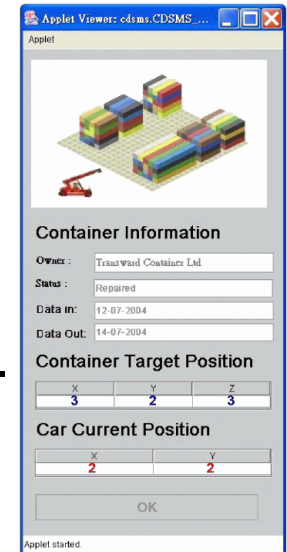 Applet Viewer: cdsms.CDSMS_...
Applet
Container Information
Owner : Transward Container Ltd
Status : Repaired
Data in: 12-07-2004
Data Out: 14-07-2004
Container Target Position
X Y Z
3 2 3
Car Current Position
X Y
2 2
OK
Applet started.